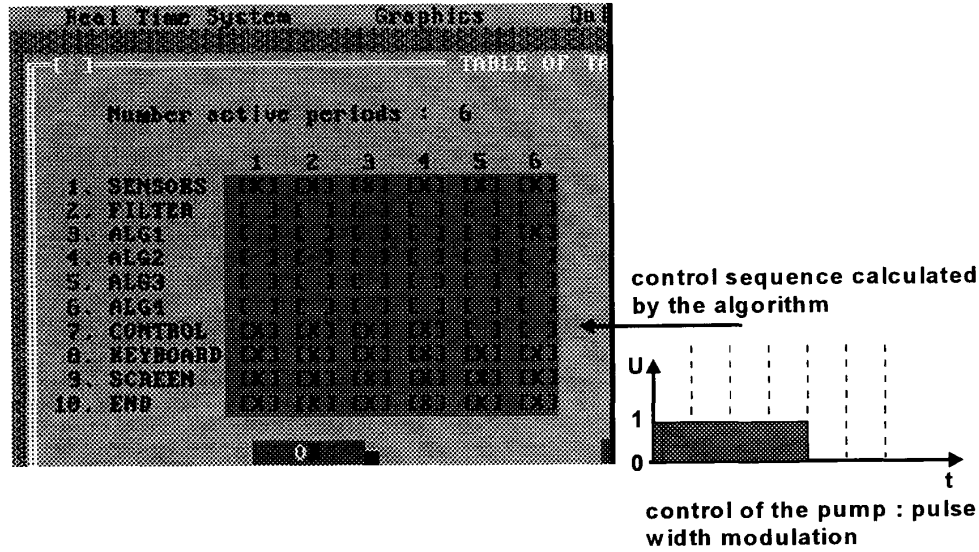 Real Time System Graphics
[ ] TABLE OF
Number active periods : 6
1 2 3 4 5 6
1. SENSORS [X] [X] [X] [X] [X] [X]
2. FILTER [ ] [ ] [ ] [ ] [ ] [ ]
3. ALG1 [ ] [ ] [ ] [ ] [ ] [X]
4. ALG2 [ ] [ ] [ ] [ ] [ ] [ ]
5. ALG3 [ ] [ ] [ ] [ ] [ ] [ ]
6. ALG4 [ ] [ ] [ ] [ ] [ ] [ ]
7. CONTROL [X] [X] [X] [X] [ ] [ ]
8. KEYBOARD [X] [X] [X] [X] [X] [X]
9. SCREEN [X] [X] [X] [X] [X] [X]
10. END [X] [X] [X] [X] [X] [X]
control sequence calculated
by the algorithm
U
1
0
t
control of the pump : pulse
width modulation